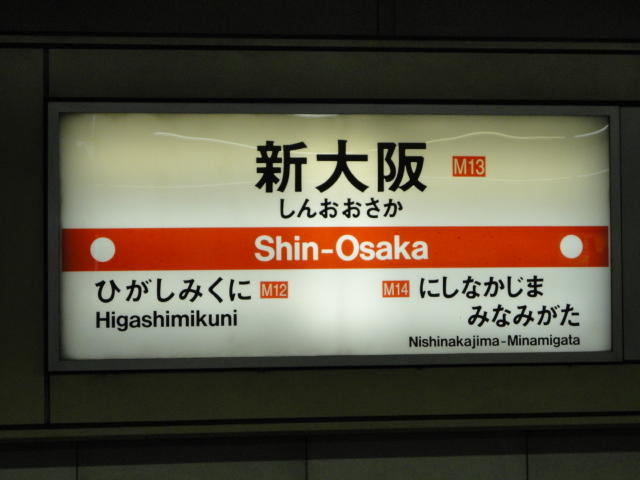 新大阪 M13
しんおおさか
Shin-Osaka
ひがしみくに M12
Higashimikuni
M14 にしなかじま
みなみがた
Nishinakajima-Minamigata